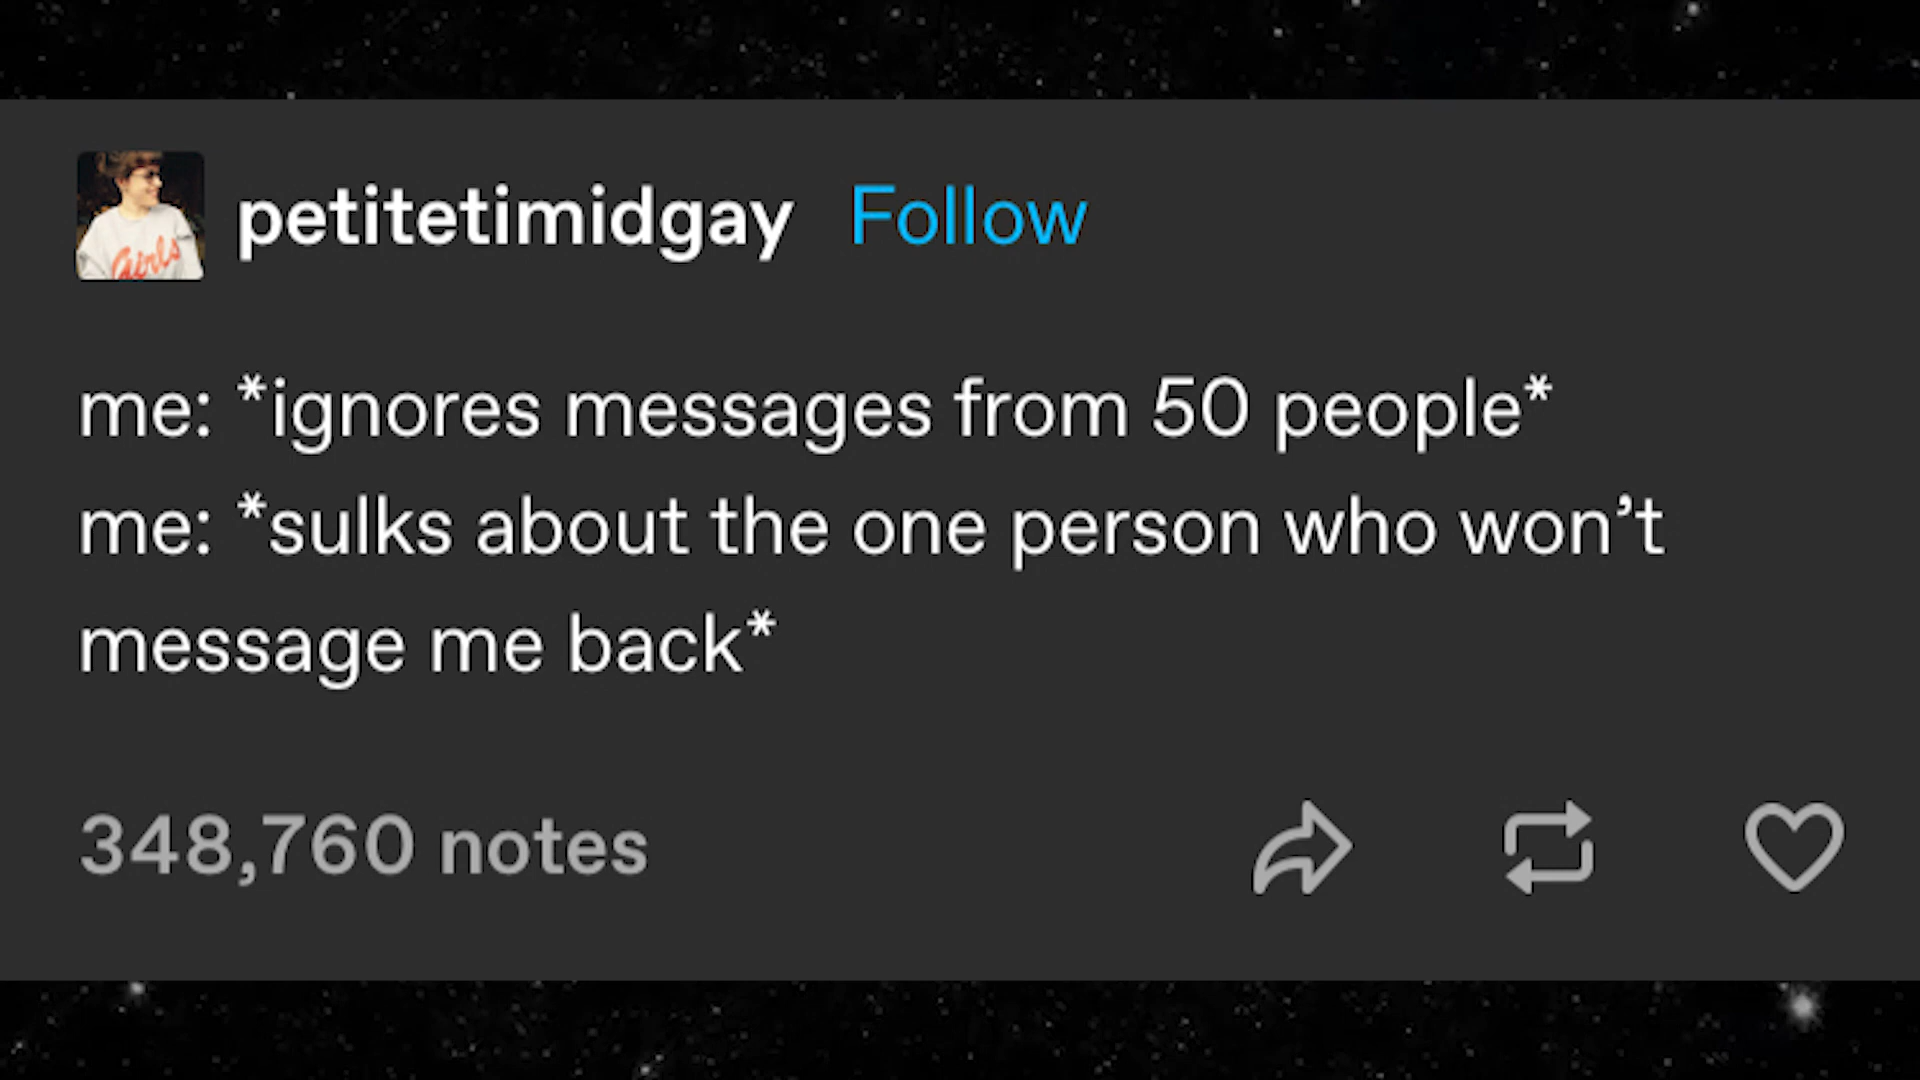 Girls
petitetimidgay Follow
me: *ignores messages from 50 people*
me: *sulks about the one person who won’t
message me back*
348,760 notes